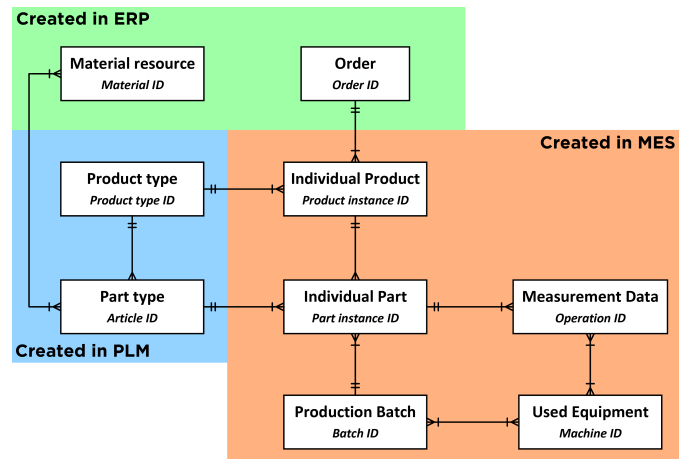 Created in ERP
Material resource
Material ID
Order
Order ID
Created in MES
Product type
Product type ID
Individual Product
Product instance ID
Part type
Article ID
Individual Part
Part instance ID
Measurement Data
Operation ID
Created in PLM
Production Batch
Batch ID
Used Equipment
Machine ID